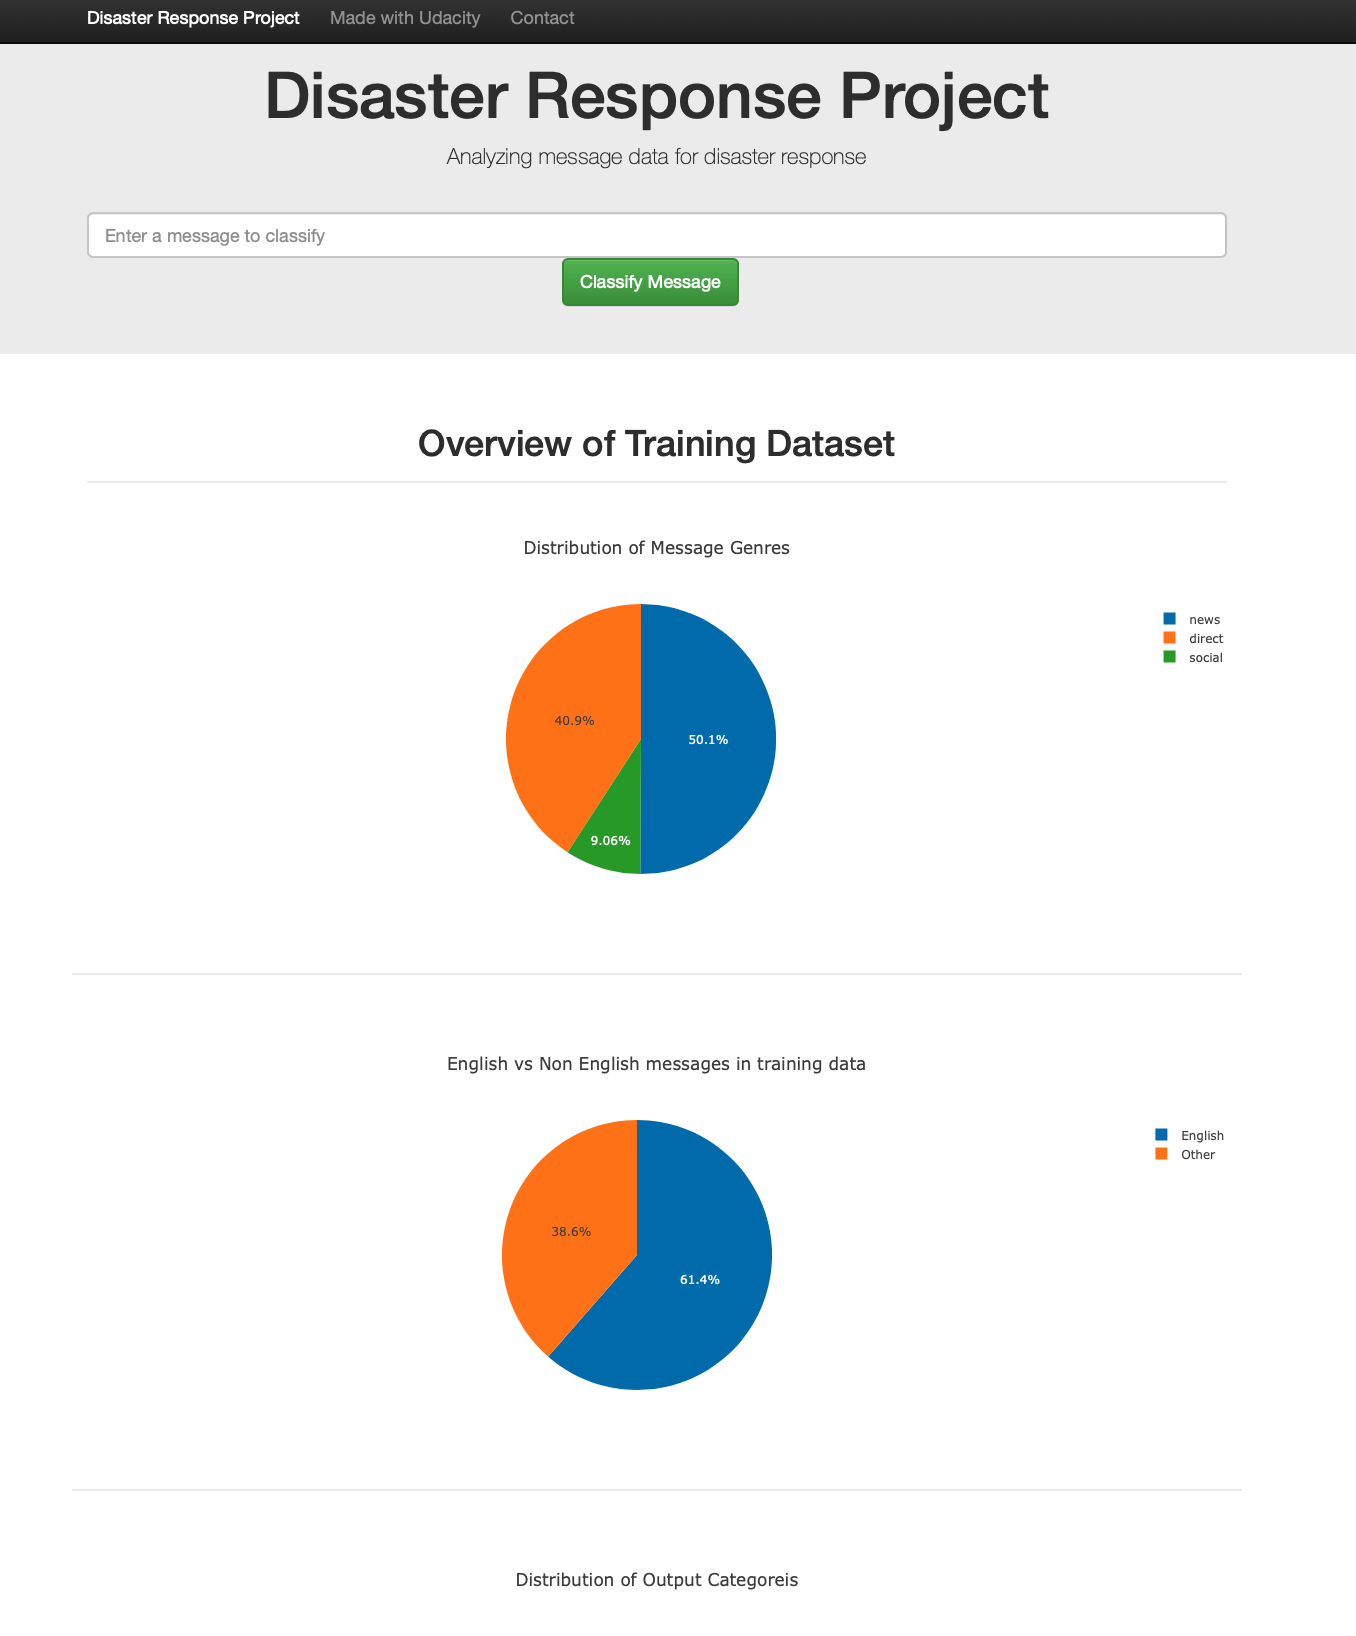 Disaster Response Project Made with Udacity Contact
Disaster Response Project
Analyzing message data for disaster response
Enter a message to classify
Classify Message
Overview of Training Dataset
Distribution of Message Genres
news
direct
social
40.9%
50.1%
9.06%
English vs Non English messages in training data
English
Other
38.6%
61.4%
Distribution of Output Categoreis